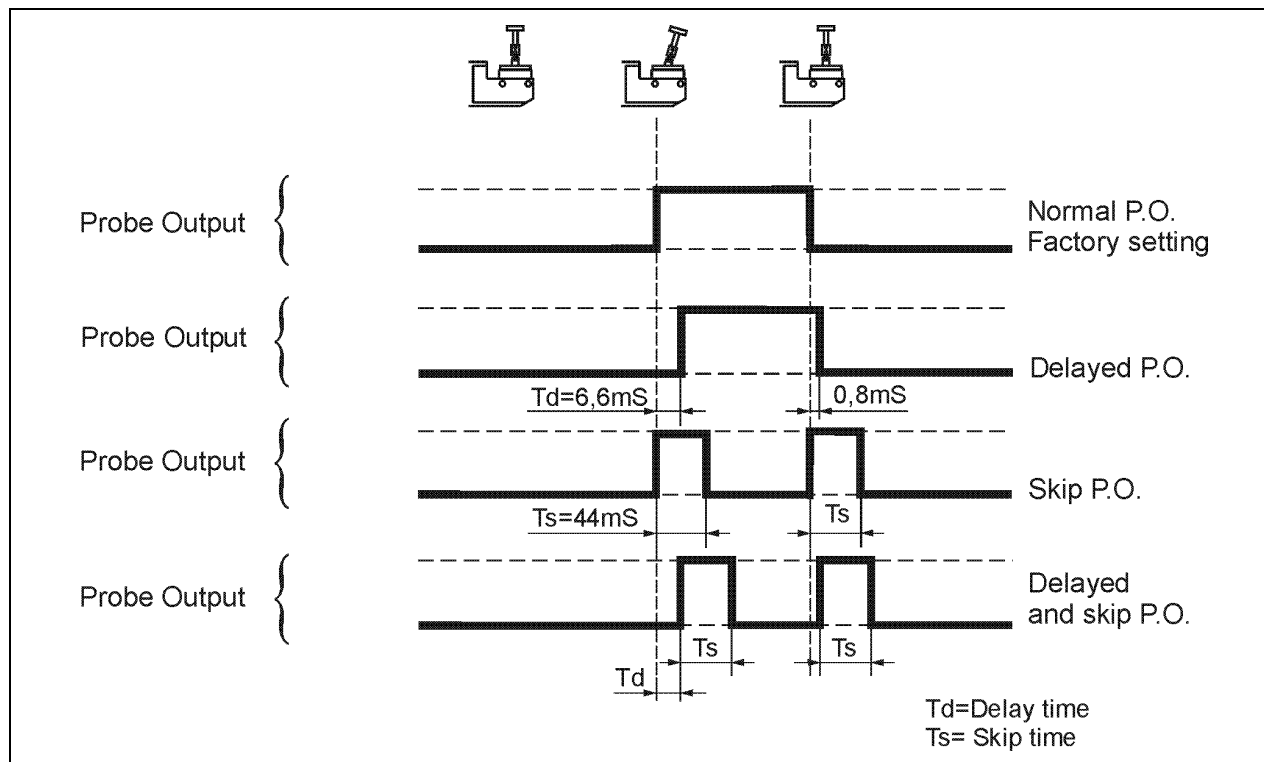 Probe Output
Normal P.O.
Factory setting
Probe Output
Delayed P.O.
Td=6,6mS
0,8mS
Probe Output
Skip P.O.
Ts=44mS
Ts
Probe Output
Delayed
and skip P.O.
Ts
Ts
Td
Td=Delay time
Ts= Skip time